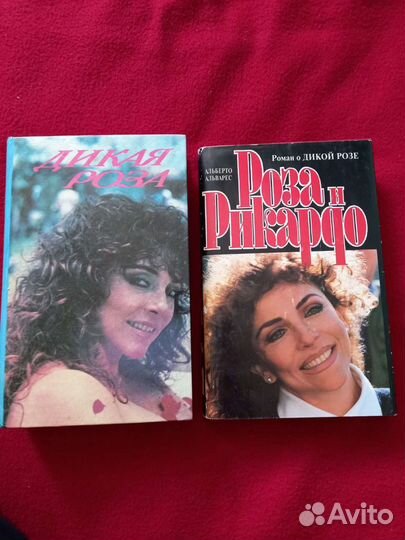 ДИКАЯ
РОЗА
Роман о ДИКОЙ РОЗЕ
АЛЬБЕРТО
АЛЬВАРЕС
Роза и
Рикардо
Avito